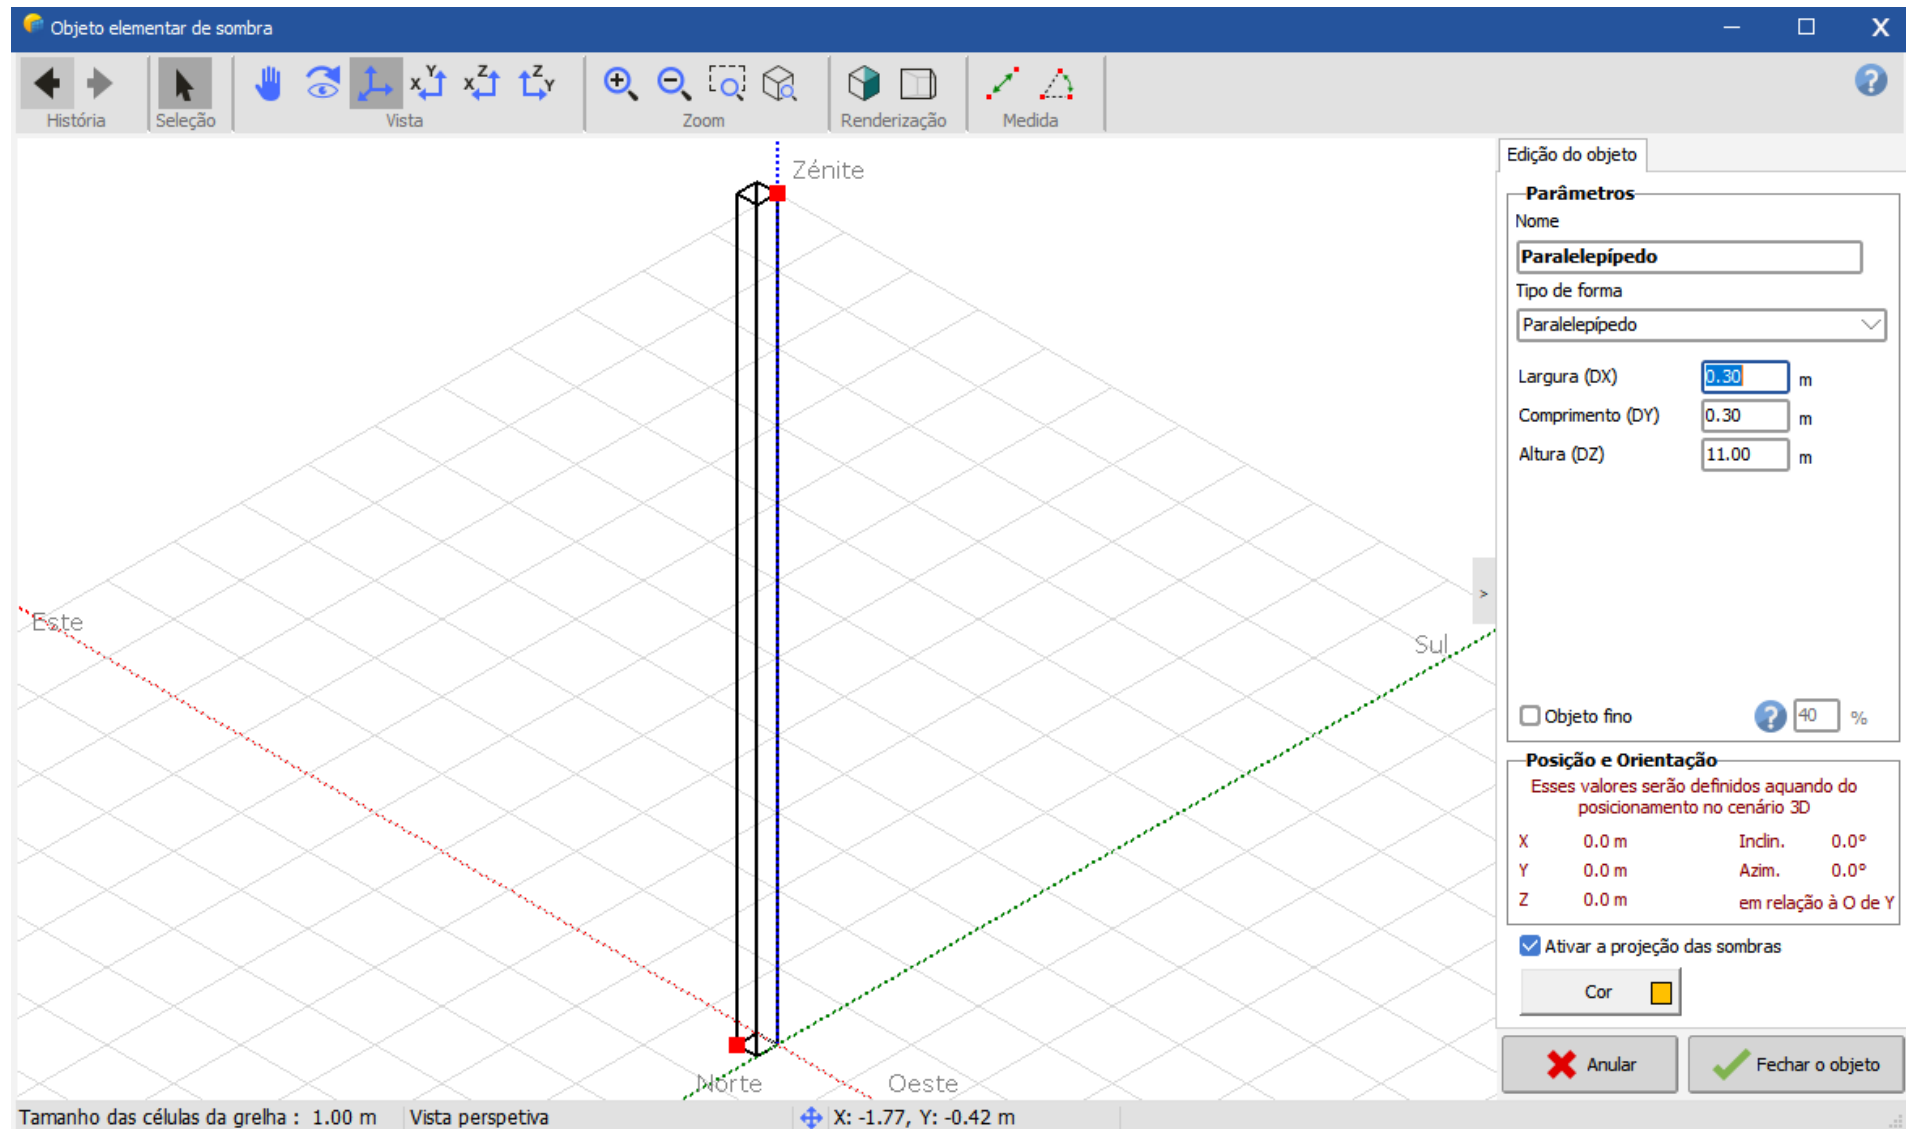 Objeto elementar de sombra
X
História
Seleção
Vista
Zoom
Renderização
Medida
Zénite
Este
Sul
Norte
Oeste
Edição do objeto
Parâmetros
Nome
Paralelepípedo
Tipo de forma
Paralelepípedo
Largura (DX) 0.30 m
Comprimento (DY) 0.30 m
Altura (DZ) 11.00 m
Objeto fino ? 40 %
Posição e Orientação
Esses valores serão definidos aquando do
posicionamento no cenário 3D
X 0.0 m Inclin. 0.0°
Y 0.0 m Azim. 0.0°
Z 0.0 m em relação à O de Y
Ativar a projeção das sombras
Cor
Anular
Fechar o objeto
Tamanho das células da grelha : 1.00 m Vista perspetiva X: -1.77, Y: -0.42 m